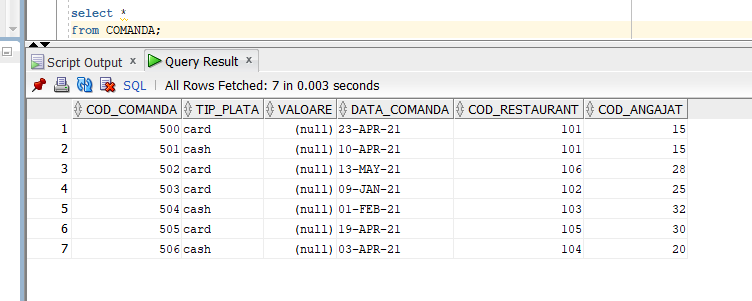 select *
from COMANDA;
Script Output x Query Result x
SQL | All Rows Fetched: 7 in 0.003 seconds
COD_COMANDA TIP_PLATA VALOARE DATA_COMANDA COD_RESTAURANT COD_ANGAJAT
1 500 card (null) 23-APR-21 101 15
2 501 cash (null) 10-APR-21 101 15
3 502 card (null) 13-MAY-21 106 28
4 503 card (null) 09-JAN-21 102 25
5 504 cash (null) 01-FEB-21 103 32
6 505 card (null) 19-APR-21 105 30
7 506 cash (null) 03-APR-21 104 20